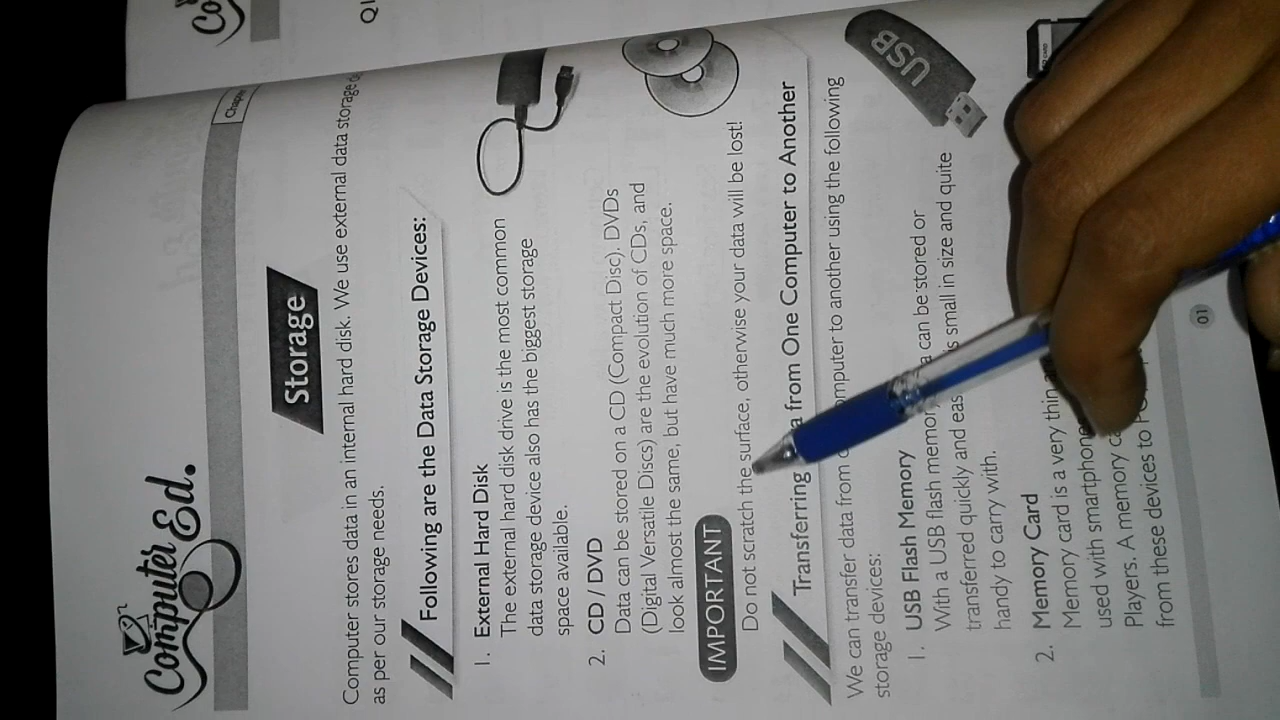 Computer Ed.
Chapte
Storage
Computer stores data in an internal hard disk. We use external data storage
as per our storage needs.
Following are the Data Storage Devices:
1. External Hard Disk
The external hard disk drive is the most common
data storage device also has the biggest storage
space available.
2. CD / DVD
Data can be stored on a CD (Compact Disc). DVDs
(Digital Versatile Discs) are the evolution of CDs, and
look almost the same, but have much more space.
IMPORTANT
Do not scratch the surface, otherwise your data will be lost!
Transferring a from One Computer to Another
We can transfer data from computer to another using the following
storage devices:
1. USB Flash Memory
With a USB flash memory a can be stored or
transferred quickly and eas is small in size and quite
handy to carry with.
USB
2. Memory Card
Memory card is a very thin
used with smartphone
Players. A memory
from these devices to
01
Co
QI